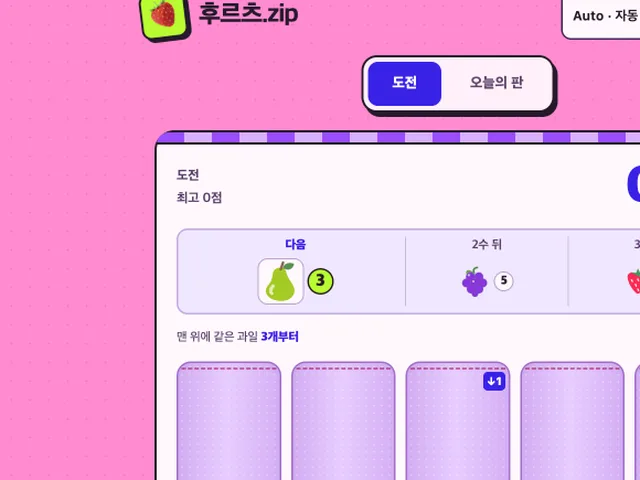 후르츠.zip
Auto · 자동
도전
오늘의 판
도전
최고 0점
다음
2수 뒤
3
3
5
맨 위에 같은 과일 3개부터
↓1